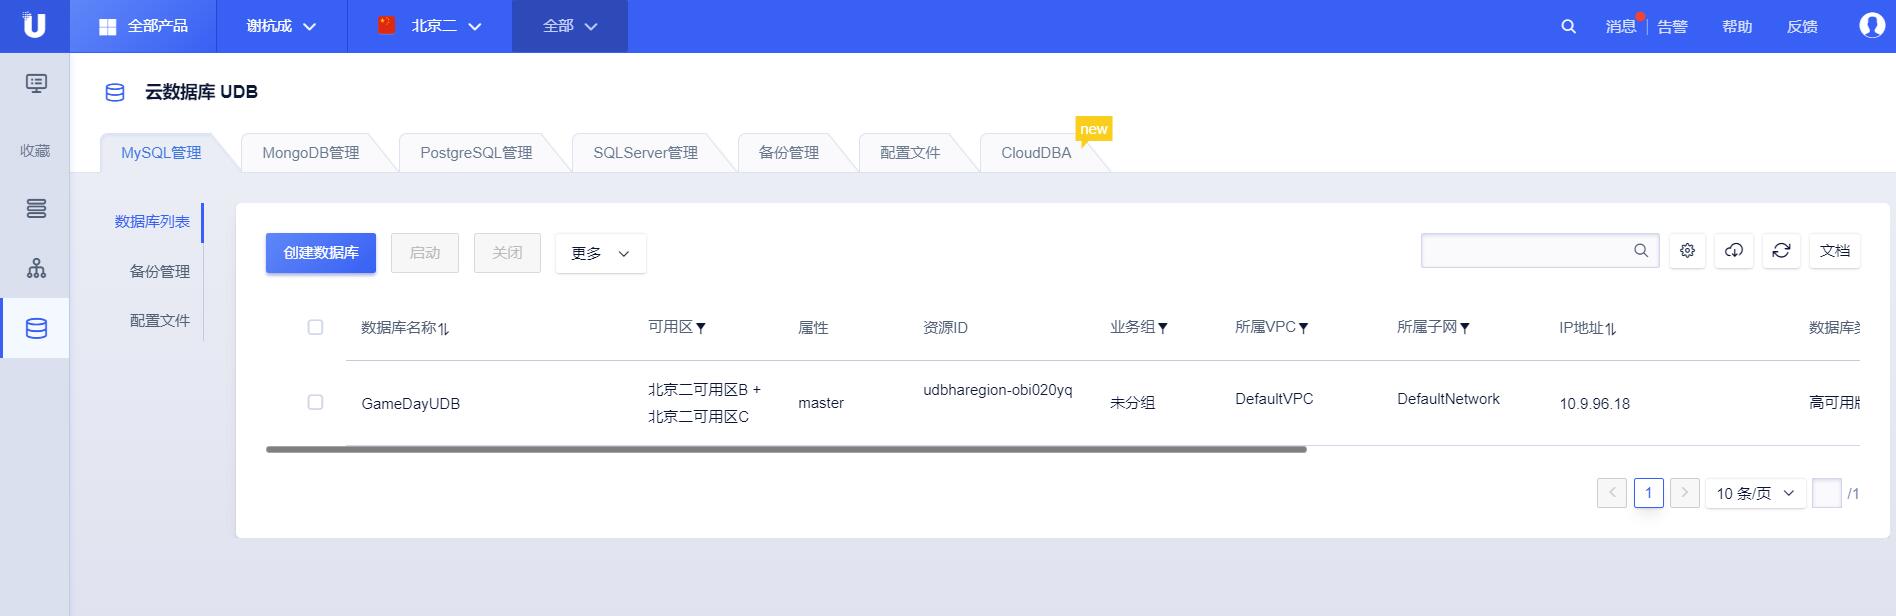 全部产品
谢杭成
北京二
全部
消息
告警
帮助
反馈
收藏
云数据库 UDB
MySQL管理
MongoDB管理
PostgreSQL管理
SQLServer管理
备份管理
配置文件
CloudDBA
new
数据库列表
备份管理
配置文件
创建数据库
启动
关闭
更多
文档
数据库名称
可用区
属性
资源ID
业务组
所属VPC
所属子网
IP地址
数据库类
GameDayUDB
北京二可用区B +
北京二可用区C
master
udbharegion-obi020yq
未分组
DefaultVPC
DefaultNetwork
10.9.96.18
高可用版
1
10 条/页
/1